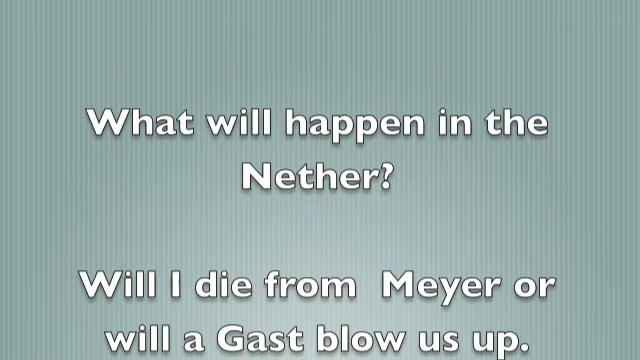 What will happen in the
Nether?
Will I die from  Meyer or
will a Gast blow us up.